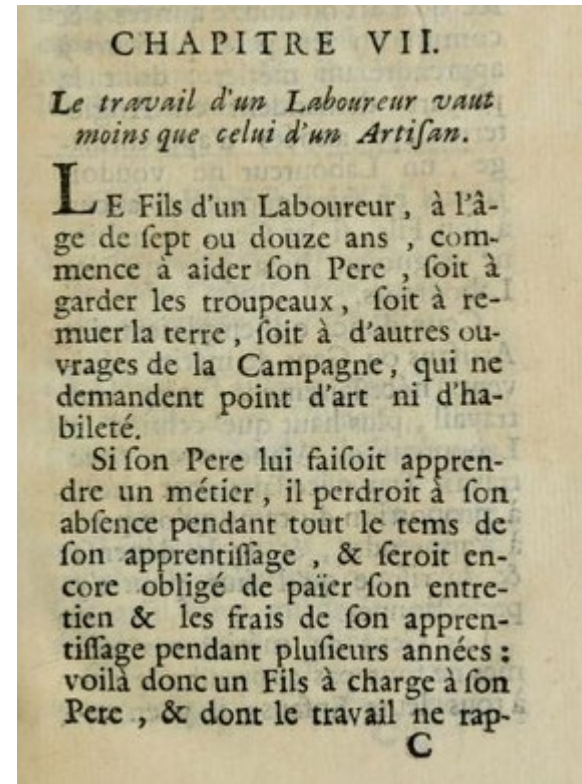 CHAPITRE VII.
Le travail d'un Laboureur vaut
moins que celui d'un Artiſan.
LE Fils d'un Laboureur, à l'â-
ge de ſept ou douze ans, com-
mence à aider ſon Pere, ſoit à
garder les troupeaux, ſoit à re-
muer la terre, ſoit à d'autres ou-
vrages de la Campagne, qui ne
demandent point d'art ni d'ha-
bileté.
Si ſon Pere lui faiſoit appren-
dre un métier, il perdroit à ſon
abſence pendant tout le tems de
ſon apprentiſſage, & ſeroit en-
core obligé de païer ſon entre-
tien & les frais de ſon appren-
tiſſage pendant pluſieurs années :
voilà donc un Fils à charge à ſon
Pere, & dont le travail ne rap-
C